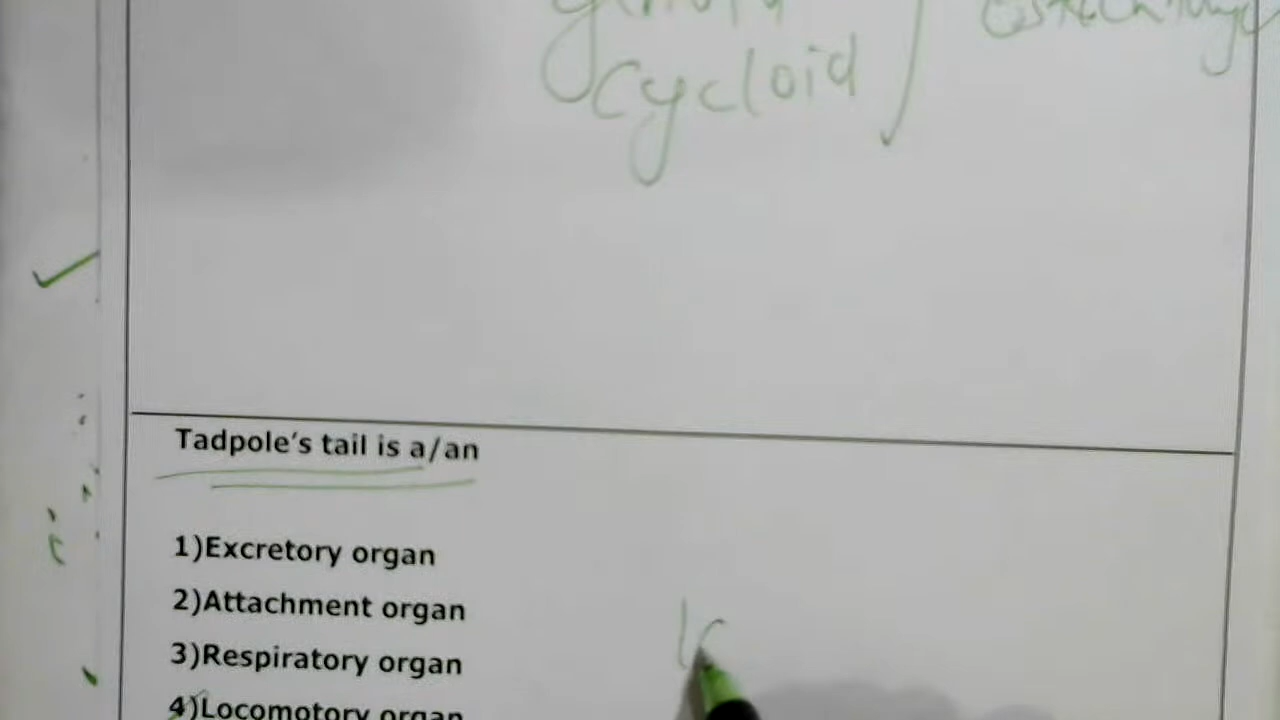 Cycloid
Tadpole's tail is a/an
1)Excretory organ
2)Attachment organ
3)Respiratory organ
4)Locomotory organ